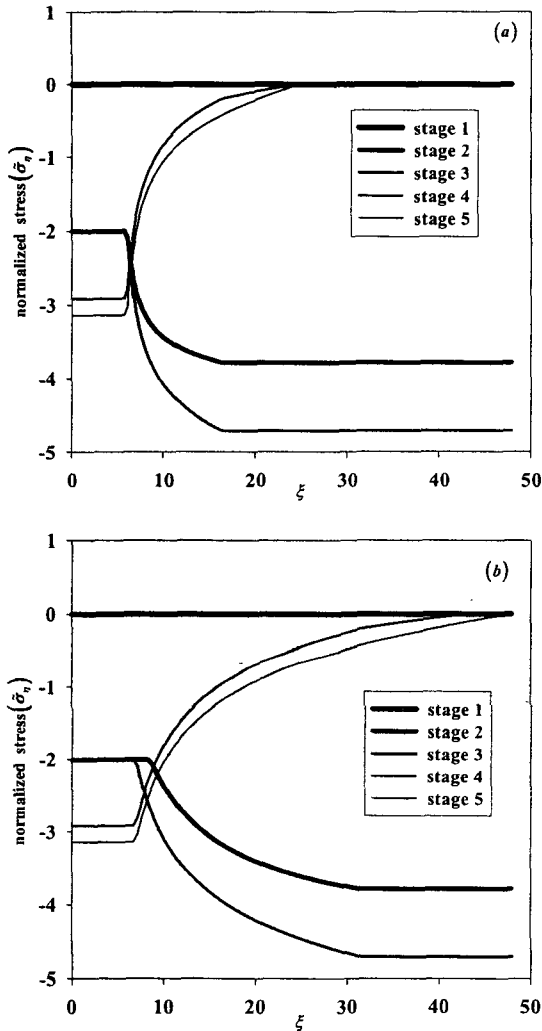 (a)
normalized stress(σ̃η)
1
0
-1
-2
-3
-4
-5
stage 1
stage 2
stage 3
stage 4
stage 5
0
10
20
30
40
50
ξ
(b)
normalized stress(σ̃η)
1
0
-1
-2
-3
-4
-5
stage 1
stage 2
stage 3
stage 4
stage 5
0
10
20
30
40
50
ξ